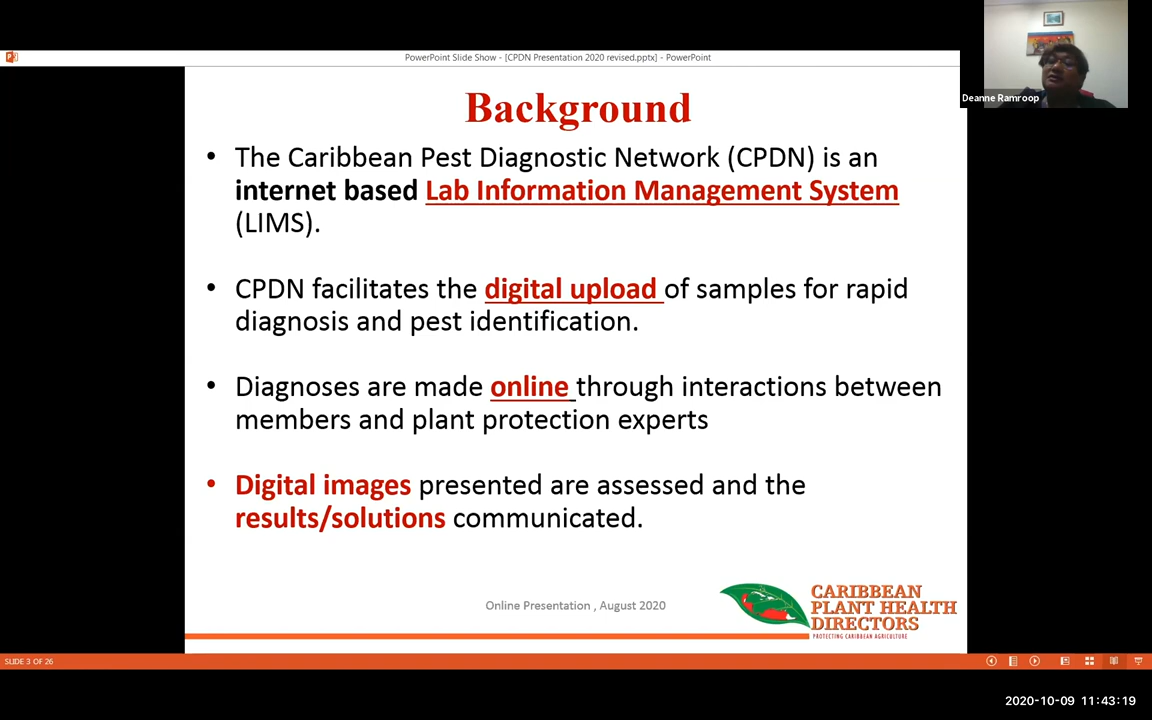 PowerPoint Slide Show - [CPDN Presentation 2020 revised.pptx] - PowerPoint
Deanne Ramroop
Background
• The Caribbean Pest Diagnostic Network (CPDN) is an
internet based Lab Information Management System
(LIMS).
• CPDN facilitates the digital upload of samples for rapid
diagnosis and pest identification.
• Diagnoses are made online through interactions between
members and plant protection experts
• Digital images presented are assessed and the
results/solutions communicated.
Online Presentation , August 2020
CARIBBEAN
PLANT HEALTH
DIRECTORS
PROTECTING CARIBBEAN AGRICULTURE
SLIDE 3 OF 26
2020-10-09 11:43:19